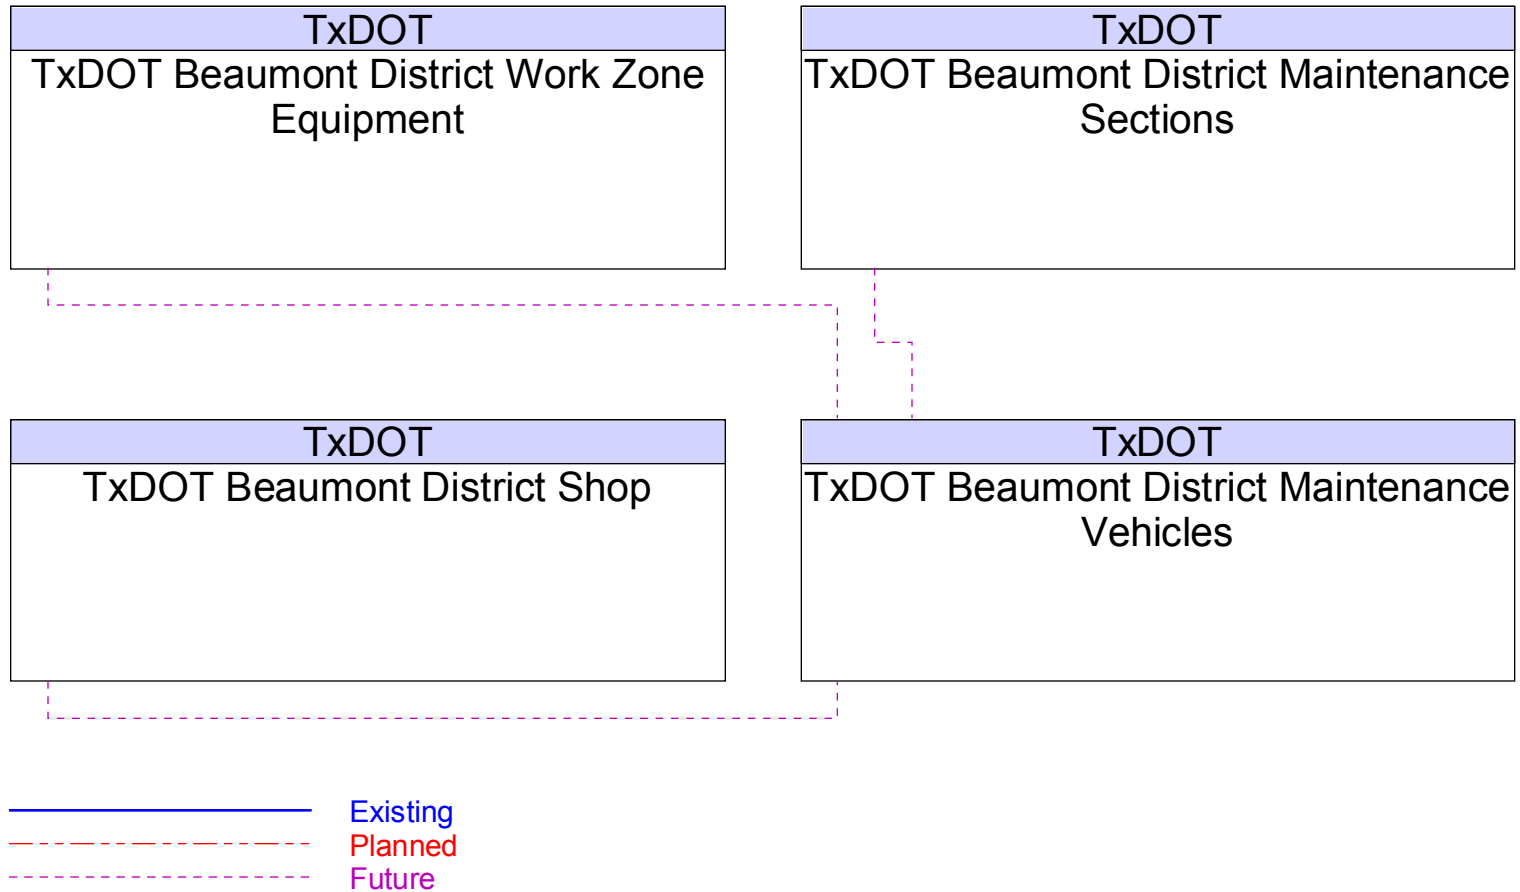 TxDOT
TxDOT Beaumont District Work Zone
Equipment
TxDOT
TxDOT Beaumont District Maintenance
Sections
TxDOT
TxDOT Beaumont District Shop
TxDOT
TxDOT Beaumont District Maintenance
Vehicles
Existing
Planned
Future